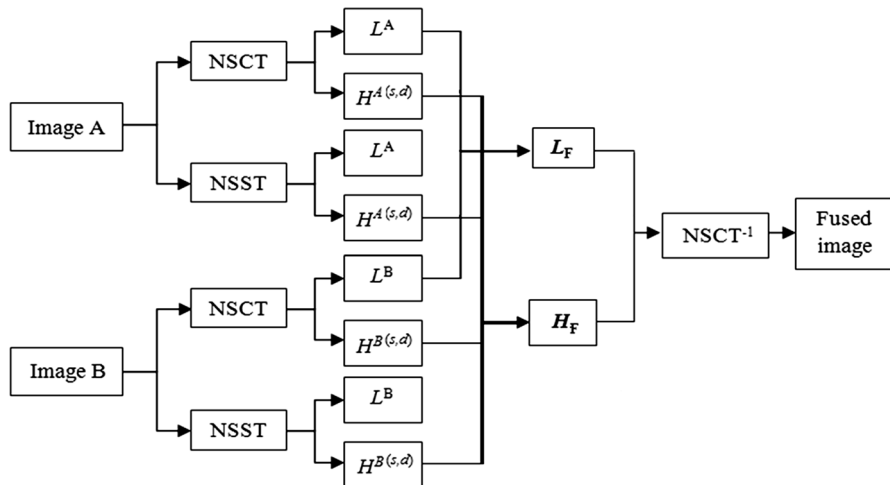 Image A
NSCT
L^A
H^A(s,d)
NSST
L^A
H^A(s,d)
Image B
NSCT
L^B
H^B(s,d)
NSST
L^B
H^B(s,d)
L_F
H_F
NSCT^-1
Fused
image